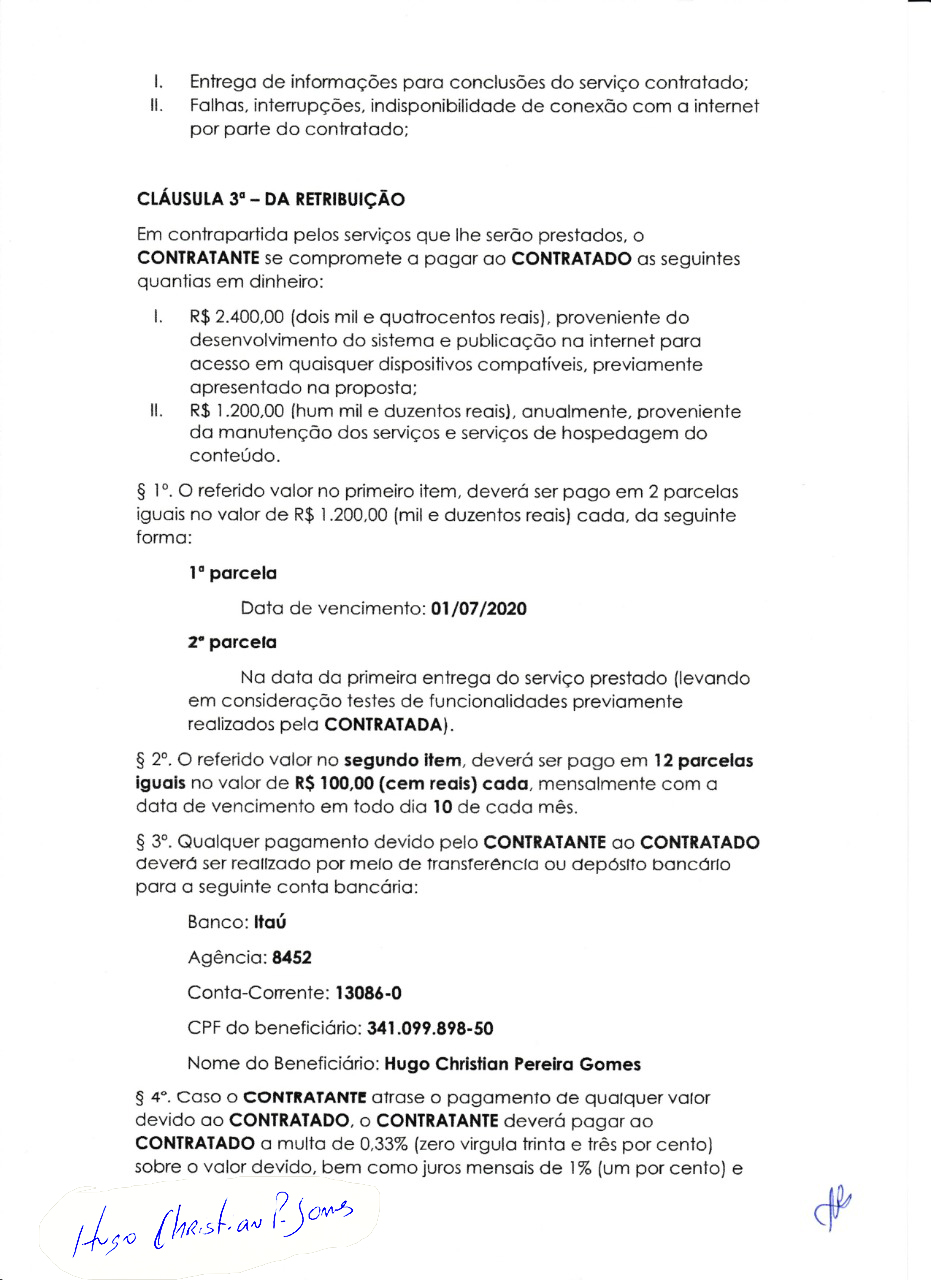 I. Entrega de informações para conclusões do serviço contratado;
II. Falhas, interrupções, indisponibilidade de conexão com a internet
por parte do contratado;
CLÁUSULA 3ª – DA RETRIBUIÇÃO
Em contrapartida pelos serviços que lhe serão prestados, o
CONTRATANTE se compromete a pagar ao CONTRATADO as seguintes
quantias em dinheiro:
I. R$ 2.400,00 (dois mil e quatrocentos reais), proveniente do
desenvolvimento do sistema e publicação na internet para
acesso em quaisquer dispositivos compatíveis, previamente
apresentado na proposta;
II. R$ 1.200,00 (hum mil e duzentos reais), anualmente, proveniente
da manutenção dos serviços e serviços de hospedagem do
conteúdo.
§ 1º. O referido valor no primeiro item, deverá ser pago em 2 parcelas
iguais no valor de R$ 1.200,00 (mil e duzentos reais) cada, da seguinte
forma:
1ª parcela
Data de vencimento: 01/07/2020
2ª parcela
Na data da primeira entrega do serviço prestado (levando
em consideração testes de funcionalidades previamente
realizados pela CONTRATADA).
§ 2º. O referido valor no segundo item, deverá ser pago em 12 parcelas
iguais no valor de R$ 100,00 (cem reais) cada, mensalmente com a
data de vencimento em todo dia 10 de cada mês.
§ 3º. Qualquer pagamento devido pelo CONTRATANTE ao CONTRATADO
deverá ser realizado por meio de transferência ou depósito bancário
para a seguinte conta bancária:
Banco: Itaú
Agência: 8452
Conta-Corrente: 13086-0
CPF do beneficiário: 341.099.898-50
Nome do Beneficiário: Hugo Christian Pereira Gomes
§ 4º. Caso o CONTRATANTE atrase o pagamento de qualquer valor
devido ao CONTRATADO, o CONTRATANTE deverá pagar ao
CONTRATADO a multa de 0,33% (zero virgula trinta e três por cento)
sobre o valor devido, bem como juros mensais de 1% (um por cento) e
Hugo Christian P. Gomes